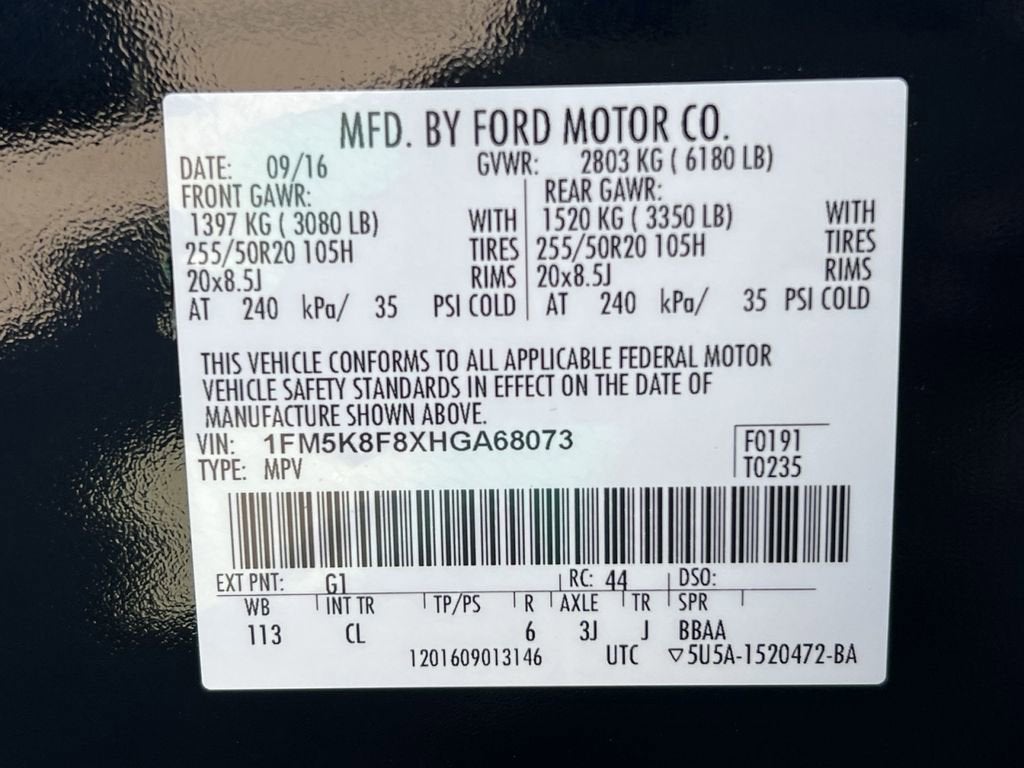 MFD. BY FORD MOTOR CO.
DATE: 09/16 GVWR: 2803 KG ( 6180 LB)
FRONT GAWR: REAR GAWR:
1397 KG ( 3080 LB) WITH 1520 KG ( 3350 LB) WITH
255/50R20 105H TIRES 255/50R20 105H TIRES
20x8.5J RIMS 20x8.5J RIMS
AT 240 kPa/ 35 PSI COLD AT 240 kPa/ 35 PSI COLD
THIS VEHICLE CONFORMS TO ALL APPLICABLE FEDERAL MOTOR
VEHICLE SAFETY STANDARDS IN EFFECT ON THE DATE OF
MANUFACTURE SHOWN ABOVE.
VIN: 1FM5K8F8XHGA68073 F0191
TYPE: MPV T0235
EXT PNT: G1 RC: 44 DSO:
WB INT TR TP/PS R AXLE TR SPR
113 CL 6 3J J BBAA
1201609013146 UTC ▽5U5A-1520472-BA